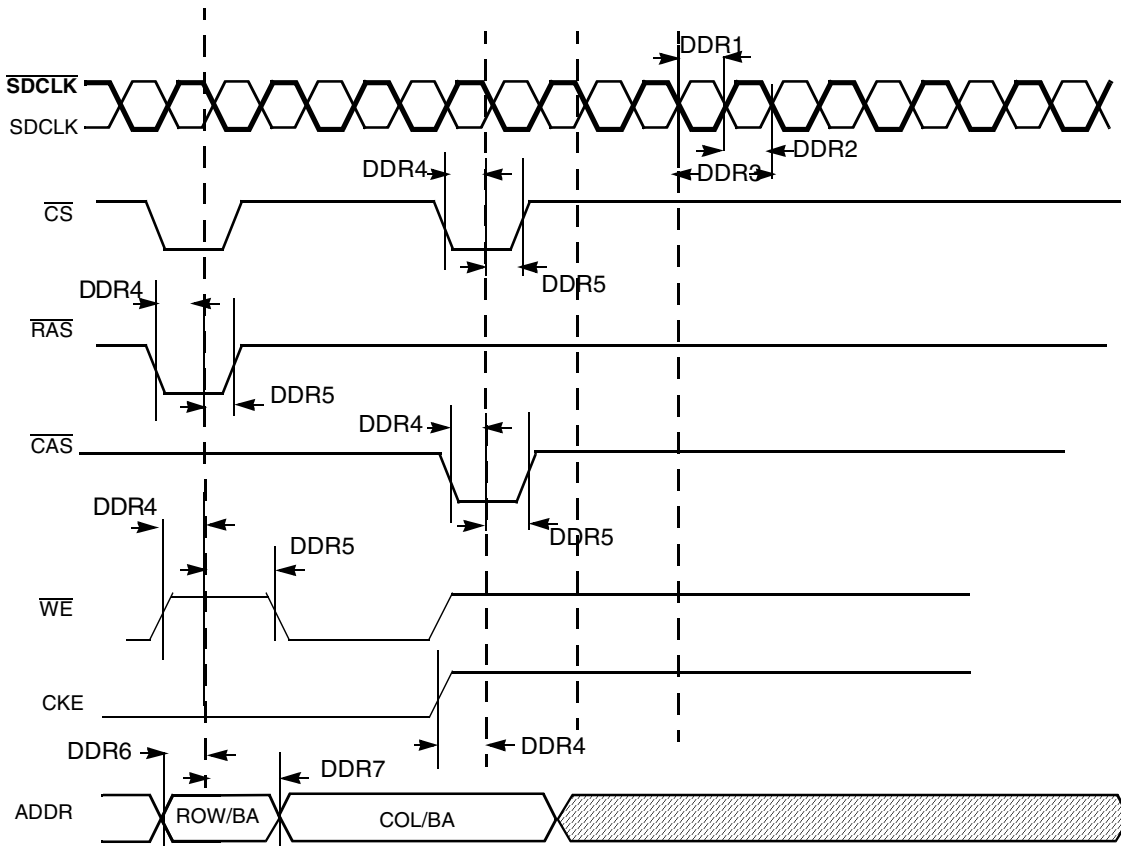 DDR1
SDCLK
SDCLK
DDR2
DDR4
DDR3
CS
DDR5
DDR4
RAS
DDR5
DDR4
CAS
DDR4
DDR5
DDR5
WE
CKE
DDR6
DDR4
DDR7
ADDR
ROW/BA
COL/BA